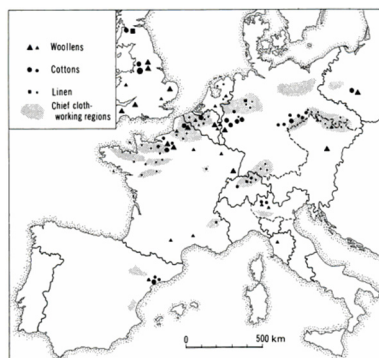 Woollens
Cottons
Linen
Chief cloth-
working regions
0 500 km